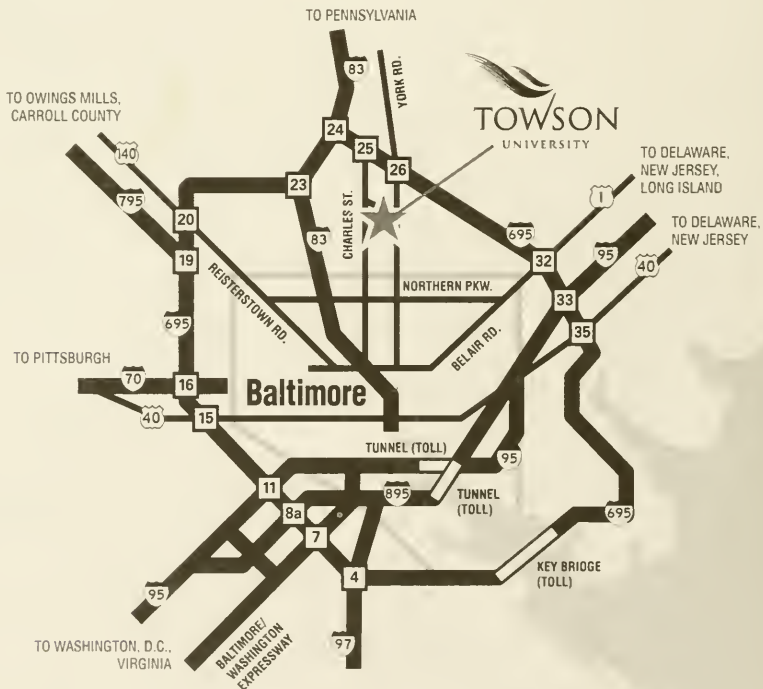 TO PENNSYLVANIA
83
YORK RD.
TOWSON
UNIVERSITY
TO OWINGS MILLS,
CARROLL COUNTY
24
25
26
140
795
23
TO DELAWARE,
NEW JERSEY,
LONG ISLAND
1
TO DELAWARE,
NEW JERSEY
20
83
CHARLES ST.
695
95
40
19
32
REISTERSTOWN RD.
NORTHERN PKW.
33
695
BELAIR RD.
35
TO PITTSBURGH
70
16
Baltimore
40
15
TUNNEL (TOLL)
95
11
895
TUNNEL
(TOLL)
8a
695
7
4
KEY BRIDGE
(TOLL)
95
97
TO WASHINGTON, D.C.,
VIRGINIA
BALTIMORE/
WASHINGTON
EXPRESSWAY